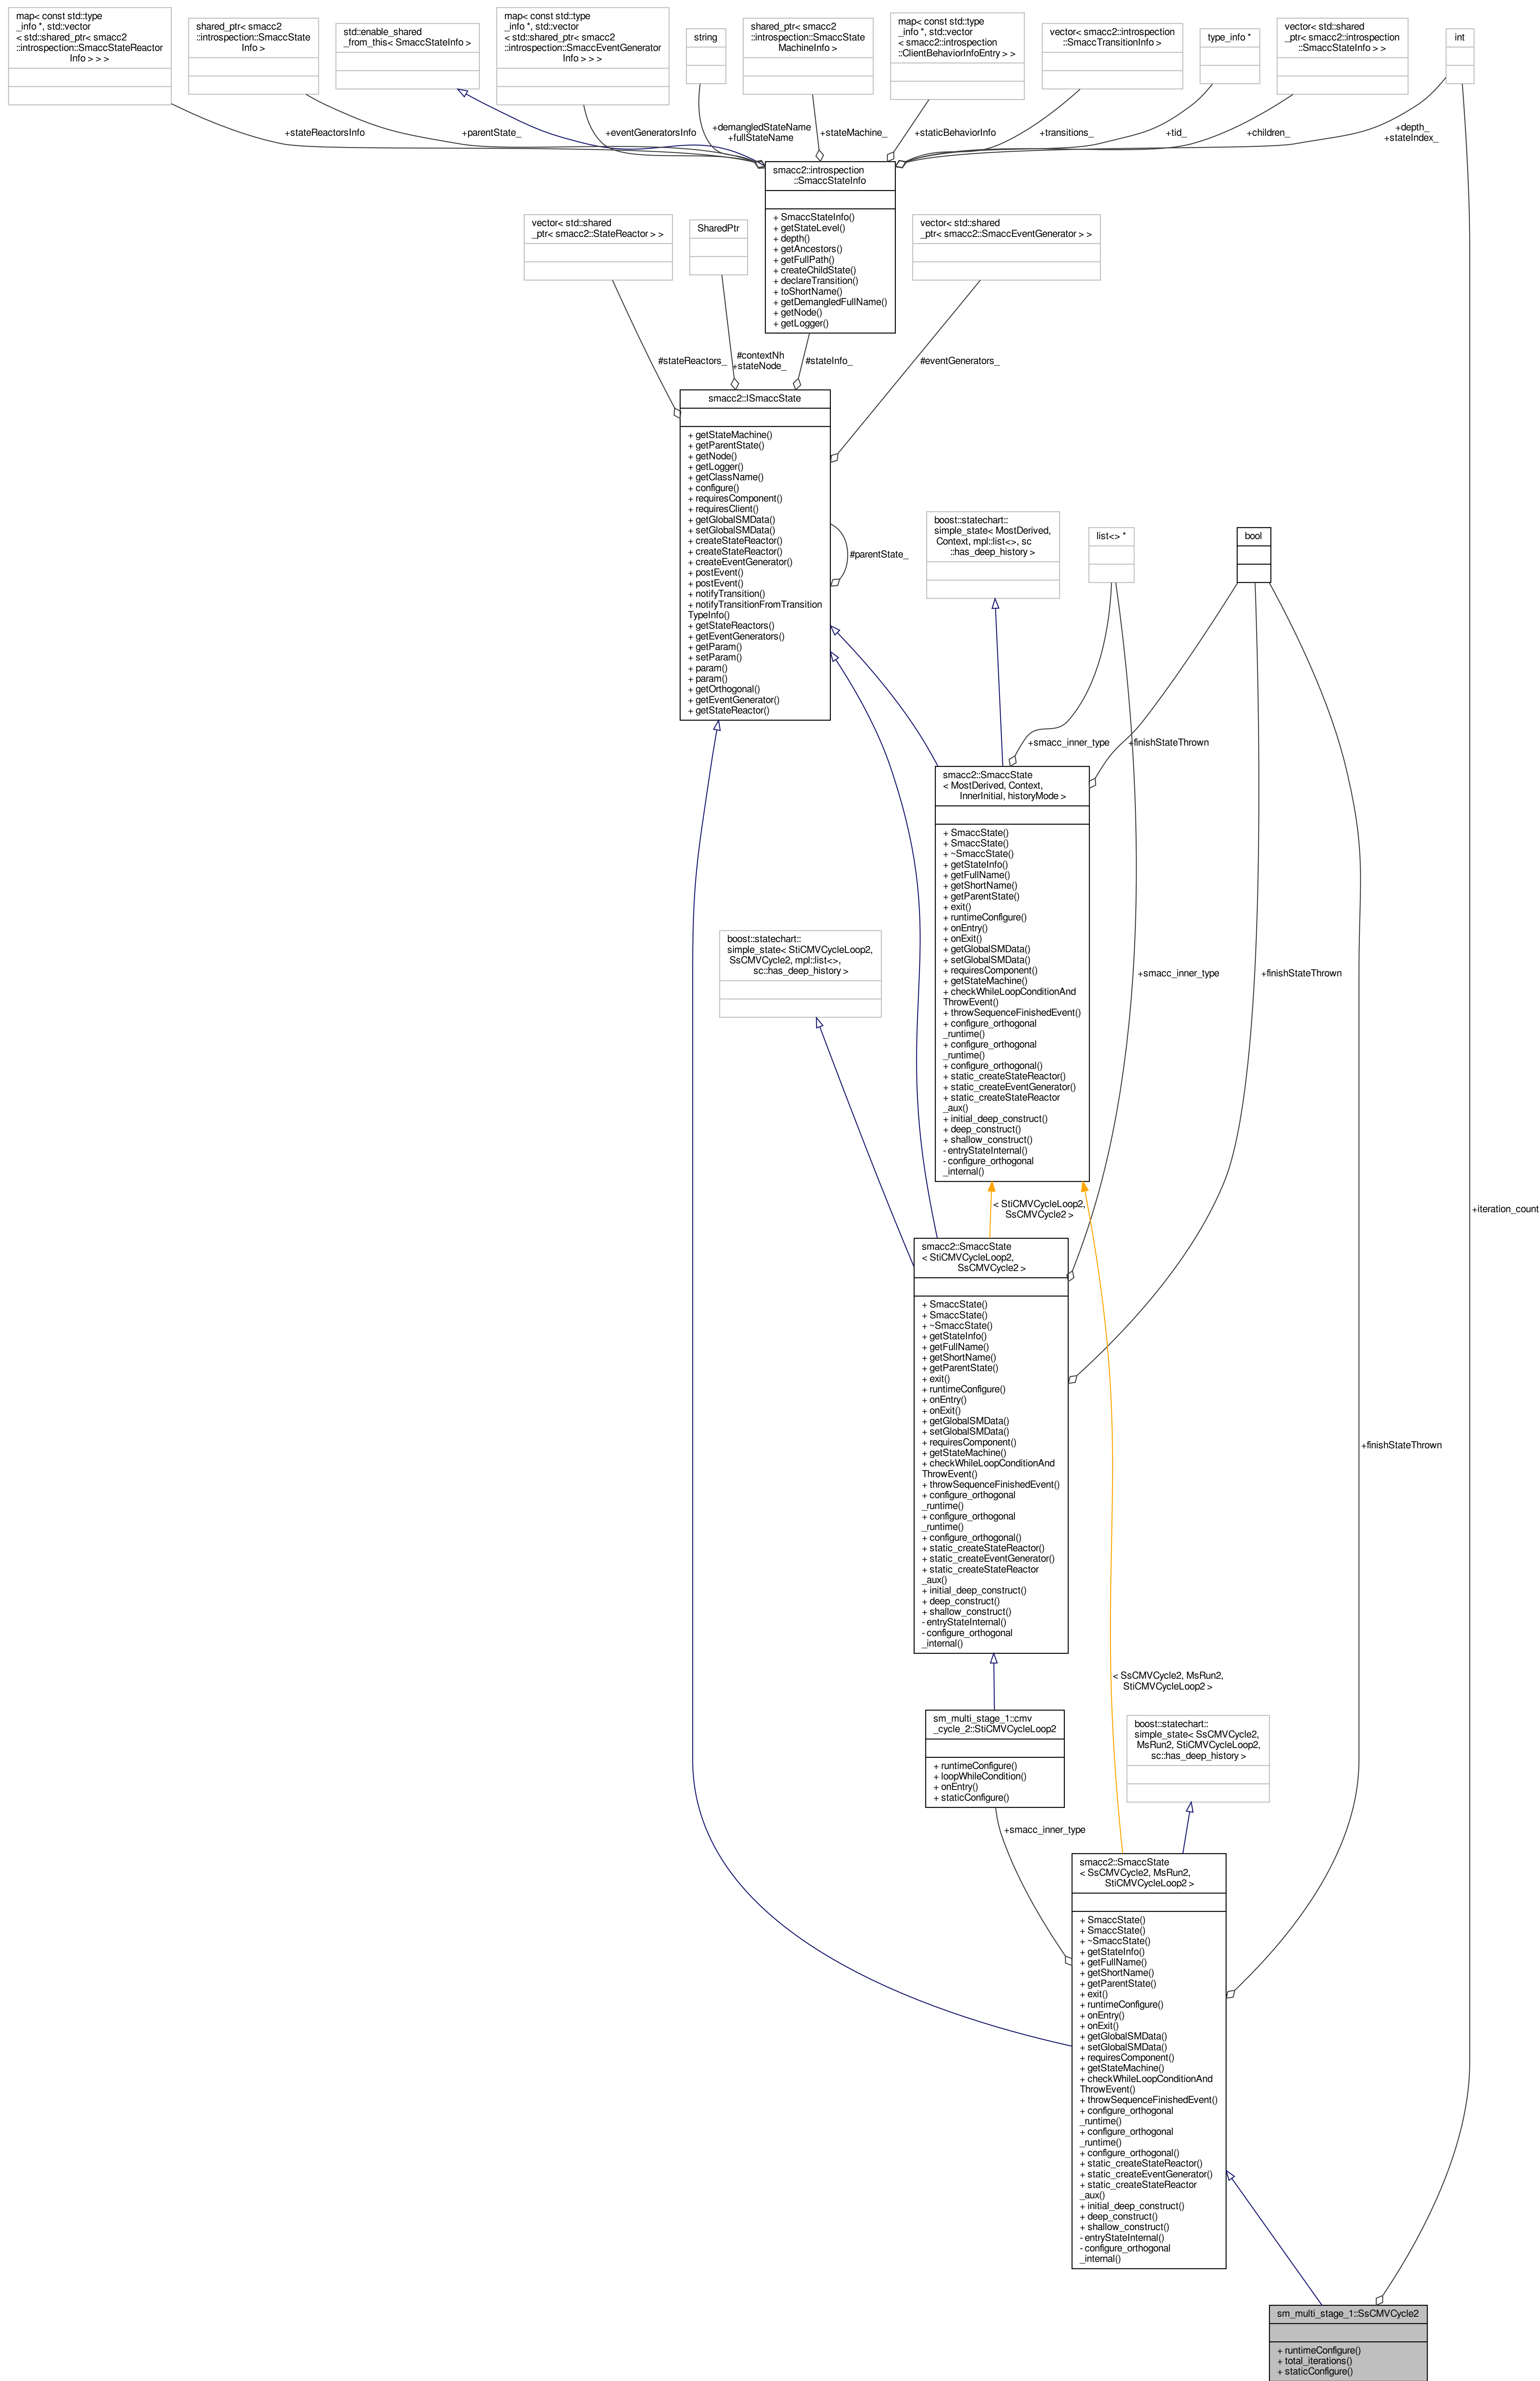 map< const std::type
_info *, std::vector
< std::shared_ptr< smacc2
::introspection::SmaccStateReactor
Info > > >
shared_ptr< smacc2
::introspection::SmaccState
Info >
std::enable_shared
_from_this< SmaccStateInfo >
map< const std::type
_info *, std::vector
< std::shared_ptr< smacc2
::introspection::SmaccEventGenerator
Info > > >
string
shared_ptr< smacc2
::introspection::SmaccState
MachineInfo >
map< const std::type
_info *, std::vector
< smacc2::introspection
::ClientBehaviorInfoEntry > >
vector< smacc2::introspection
::SmaccTransitionInfo >
type_info *
vector< std::shared
_ptr< smacc2::introspection
::SmaccStateInfo > >
int
+stateReactorsInfo
+parentState_
+eventGeneratorsInfo
+demangledStateName
+fullStateName
+stateMachine_
+staticBehaviorInfo
+transitions_
+tid_
+children_
+depth_
+stateIndex_
smacc2::introspection
::SmaccStateInfo
+ SmaccStateInfo()
+ getStateLevel()
+ depth()
+ getAncestors()
+ getFullPath()
+ createChildState()
+ declareTransition()
+ toShortName()
+ getDemangledFullName()
+ getNode()
+ getLogger()
vector< std::shared
_ptr< smacc2::StateReactor > >
SharedPtr
vector< std::shared
_ptr< smacc2::SmaccEventGenerator > >
#stateReactors_
#contextNh
+stateNode_
#stateInfo_
#eventGenerators_
smacc2::ISmaccState
+ getStateMachine()
+ getParentState()
+ getNode()
+ getLogger()
+ getClassName()
+ configure()
+ requiresComponent()
+ requiresClient()
+ getGlobalSMData()
+ setGlobalSMData()
+ createStateReactor()
+ createStateReactor()
+ createEventGenerator()
+ postEvent()
+ postEvent()
+ notifyTransition()
+ notifyTransitionFromTransition
TypeInfo()
+ getStateReactors()
+ getEventGenerators()
+ getParam()
+ setParam()
+ param()
+ param()
+ getOrthogonal()
+ getEventGenerator()
+ getStateReactor()
#parentState_
boost::statechart::
simple_state< MostDerived,
Context, mpl::list<>, sc
::has_deep_history >
list<> *
bool
+smacc_inner_type
+finishStateThrown
smacc2::SmaccState
< MostDerived, Context,
InnerInitial, historyMode >
+ SmaccState()
+ SmaccState()
+ ~SmaccState()
+ getStateInfo()
+ getFullName()
+ getShortName()
+ getParentState()
+ exit()
+ runtimeConfigure()
+ onEntry()
+ onExit()
+ getGlobalSMData()
+ setGlobalSMData()
+ requiresComponent()
+ getStateMachine()
+ checkWhileLoopConditionAnd
ThrowEvent()
+ throwSequenceFinishedEvent()
+ configure_orthogonal
_runtime()
+ configure_orthogonal
_runtime()
+ configure_orthogonal()
+ static_createStateReactor()
+ static_createEventGenerator()
+ static_createStateReactor
_aux()
+ initial_deep_construct()
+ deep_construct()
+ shallow_construct()
- entryStateInternal()
- configure_orthogonal
_internal()
boost::statechart::
simple_state< StiCMVCycleLoop2,
SsCMVCycle2, mpl::list<>,
sc::has_deep_history >
+smacc_inner_type
+finishStateThrown
+iteration_count
< StiCMVCycleLoop2,
SsCMVCycle2 >
smacc2::SmaccState
< StiCMVCycleLoop2,
SsCMVCycle2 >
+ SmaccState()
+ SmaccState()
+ ~SmaccState()
+ getStateInfo()
+ getFullName()
+ getShortName()
+ getParentState()
+ exit()
+ runtimeConfigure()
+ onEntry()
+ onExit()
+ getGlobalSMData()
+ setGlobalSMData()
+ requiresComponent()
+ getStateMachine()
+ checkWhileLoopConditionAnd
ThrowEvent()
+ throwSequenceFinishedEvent()
+ configure_orthogonal
_runtime()
+ configure_orthogonal
_runtime()
+ configure_orthogonal()
+ static_createStateReactor()
+ static_createEventGenerator()
+ static_createStateReactor
_aux()
+ initial_deep_construct()
+ deep_construct()
+ shallow_construct()
- entryStateInternal()
- configure_orthogonal
_internal()
+finishStateThrown
< SsCMVCycle2, MsRun2,
StiCMVCycleLoop2 >
sm_multi_stage_1::cmv
_cycle_2::StiCMVCycleLoop2
+ runtimeConfigure()
+ loopWhileCondition()
+ onEntry()
+ staticConfigure()
boost::statechart::
simple_state< SsCMVCycle2,
MsRun2, StiCMVCycleLoop2,
sc::has_deep_history >
+smacc_inner_type
smacc2::SmaccState
< SsCMVCycle2, MsRun2,
StiCMVCycleLoop2 >
+ SmaccState()
+ SmaccState()
+ ~SmaccState()
+ getStateInfo()
+ getFullName()
+ getShortName()
+ getParentState()
+ exit()
+ runtimeConfigure()
+ onEntry()
+ onExit()
+ getGlobalSMData()
+ setGlobalSMData()
+ requiresComponent()
+ getStateMachine()
+ checkWhileLoopConditionAnd
ThrowEvent()
+ throwSequenceFinishedEvent()
+ configure_orthogonal
_runtime()
+ configure_orthogonal
_runtime()
+ configure_orthogonal()
+ static_createStateReactor()
+ static_createEventGenerator()
+ static_createStateReactor
_aux()
+ initial_deep_construct()
+ deep_construct()
+ shallow_construct()
- entryStateInternal()
- configure_orthogonal
_internal()
sm_multi_stage_1::SsCMVCycle2
+ runtimeConfigure()
+ total_iterations()
+ staticConfigure()